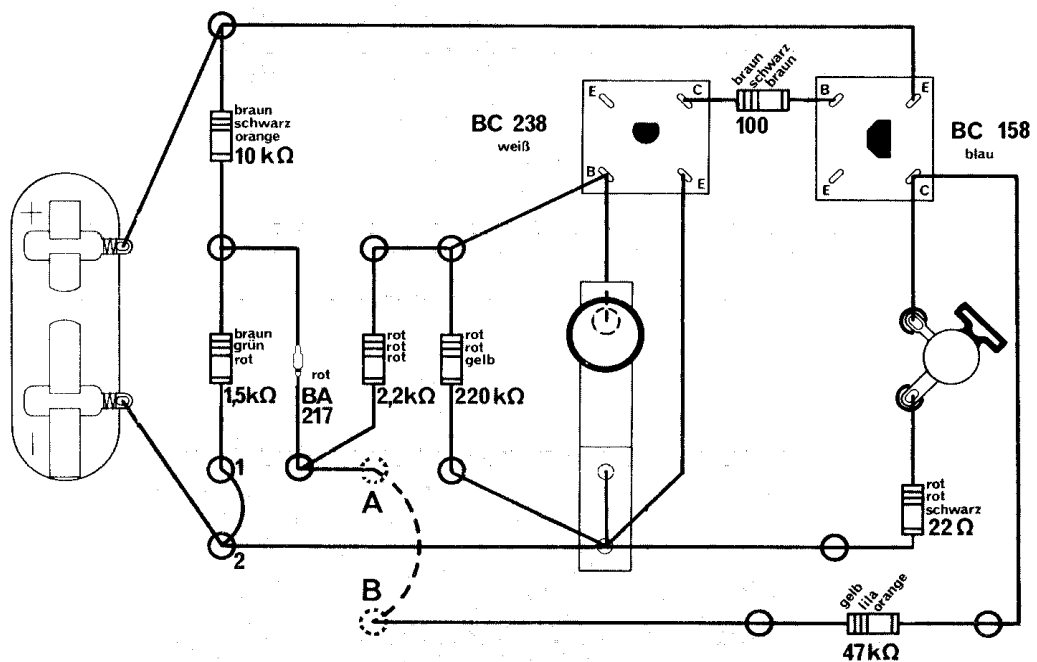 braun
schwarz
orange
10 kΩ
+
−
braun
grün
rot
1,5kΩ
1
2
rot
BA
217
rot
rot
rot
2,2kΩ
rot
rot
gelb
220 kΩ
A
B
BC 238
weiß
E
C
B
E
braun
schwarz
braun
100
B
E
E
C
BC 158
blau
rot
rot
schwarz
22 Ω
gelb
lila
orange
47kΩ